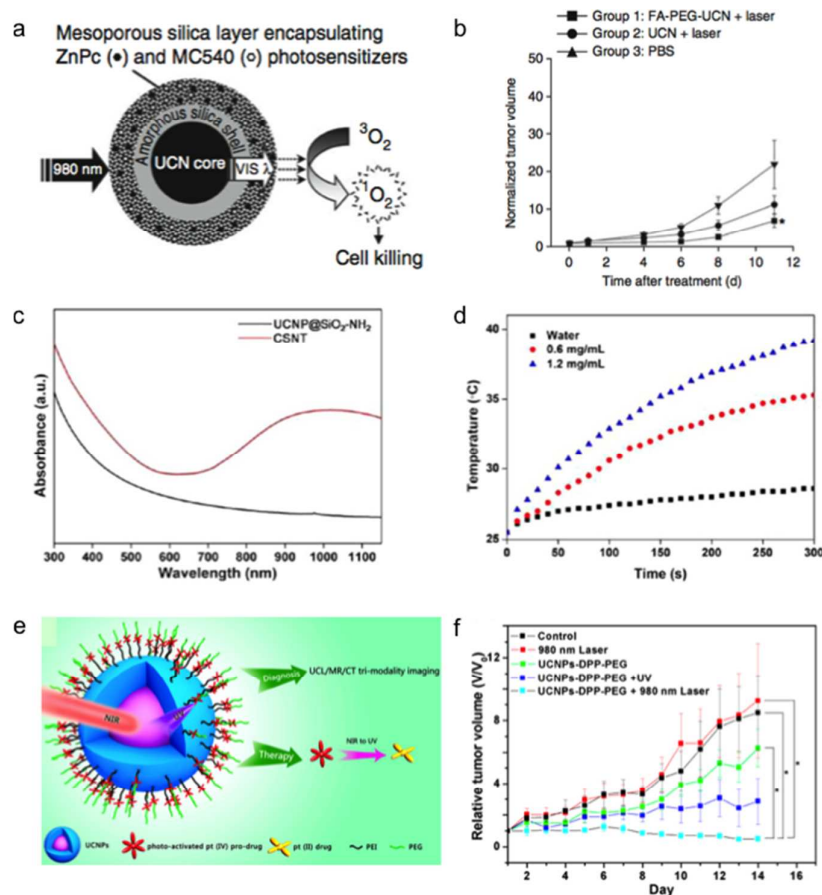 a
Mesoporous silica layer encapsulating
ZnPc (●) and MC540 (○) photosensitizers
Amorphous silica shell
UCN core
980 nm
VIS λ
³O₂
¹O₂
Cell killing
b
Group 1: FA-PEG-UCN + laser
Group 2: UCN + laser
Group 3: PBS
Normalized tumor volume
60
50
40
30
20
10
0
*
0 2 4 6 8 10 12
Time after treatment (d)
c
UCNP@SiO₂-NH₂
CSNT
Absorbance (a.u.)
300 400 500 600 700 800 900 1000 1100
Wavelength (nm)
d
Water
0.6 mg/mL
1.2 mg/mL
Temperature (°C)
40
35
30
25
0 50 100 150 200 250 300
Time (s)
e
NIR
UV
Diagnosis
UCL/MR/CT tri-modality imaging
Therapy
NIR to UV
UCNPs
photo-activated pt (IV) pro-drug
pt (II) drug
PEI
PEG
f
Control
980 nm Laser
UCNPs-DPP-PEG
UCNPs-DPP-PEG +UV
UCNPs-DPP-PEG + 980 nm Laser
Relative tumor volume (V/V₀)
16
12
8
4
0
* * *
2 4 6 8 10 12 14 16
Day